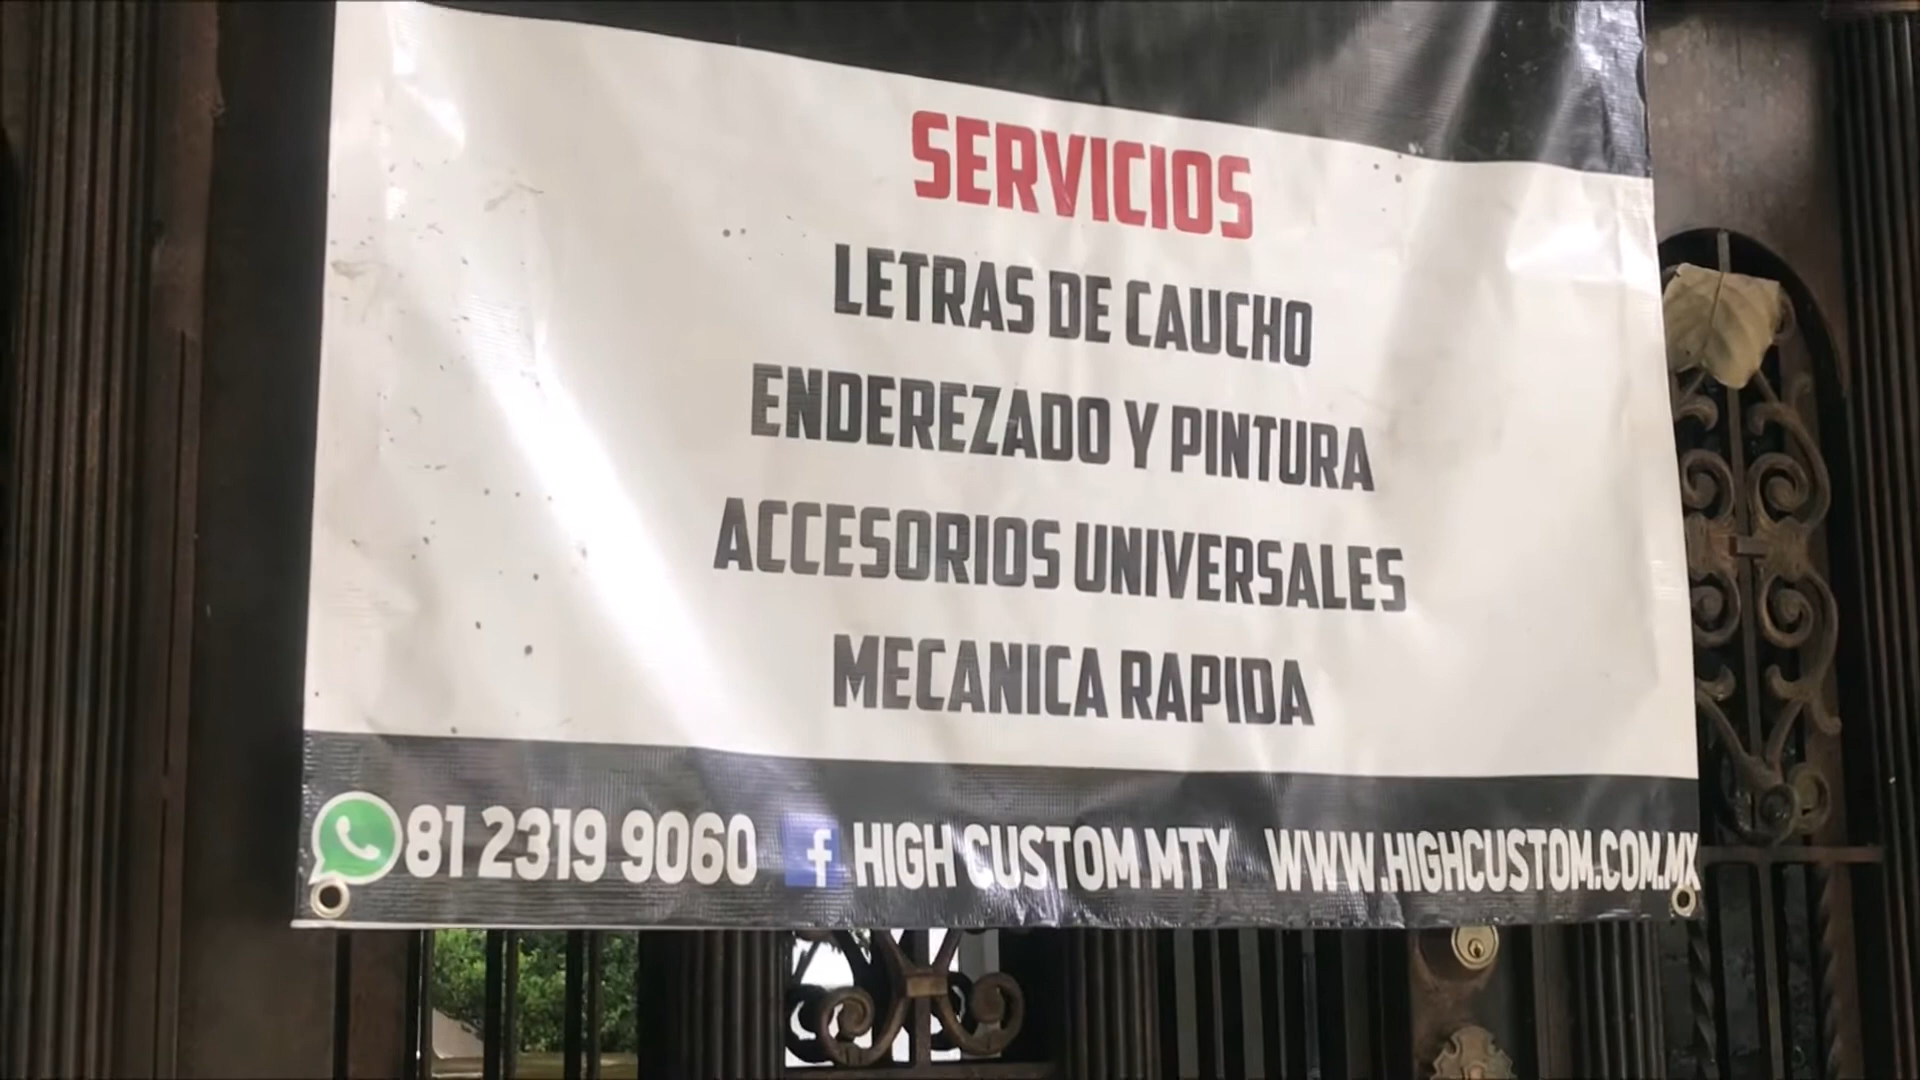 SERVICIOS
LETRAS DE CAUCHO
ENDEREZADO Y PINTURA
ACCESORIOS UNIVERSALES
MECANICA RAPIDA
81 2319 9060 f HIGH CUSTOM MTY WWW.HIGHCUSTOM.COM.MX